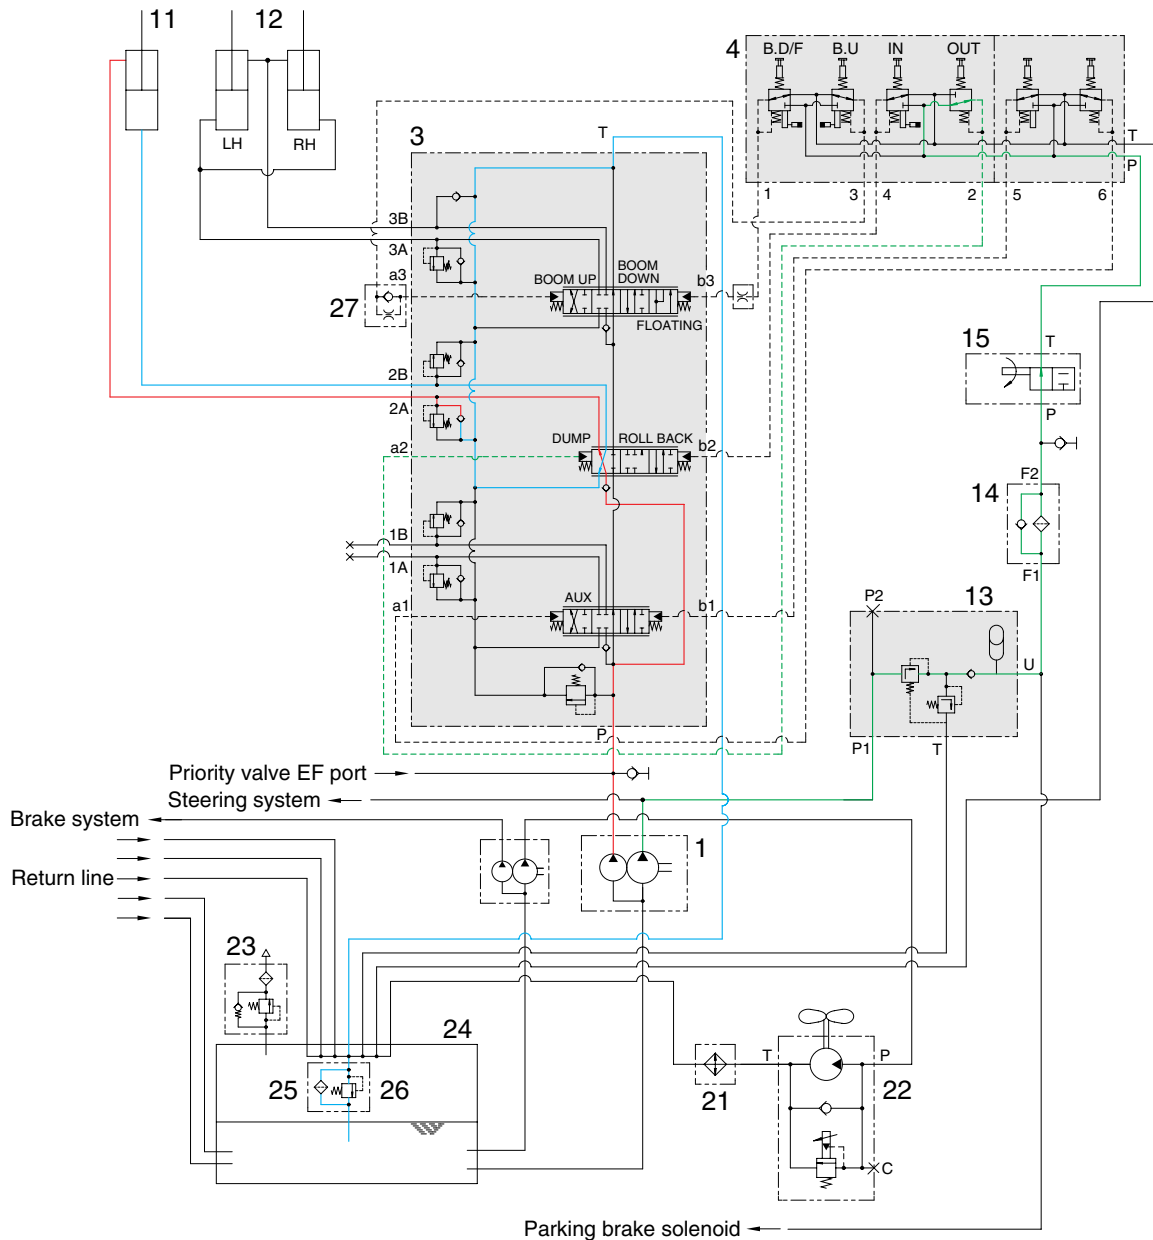 11
12
4
B.D/F
B.U
IN
OUT
LH
RH
3
T
T
P
1
3
4
2
5
6
3B
3A
a3
BOOM UP
BOOM
DOWN
b3
27
FLOATING
15
T
P
2B
2A
a2
DUMP
ROLL BACK
b2
F2
14
F1
1B
1A
a1
AUX
b1
P2
13
U
P
P1
T
Priority valve EF port
Steering system
Brake system
1
Return line
23
24
25
26
T
P
21
22
C
Parking brake solenoid